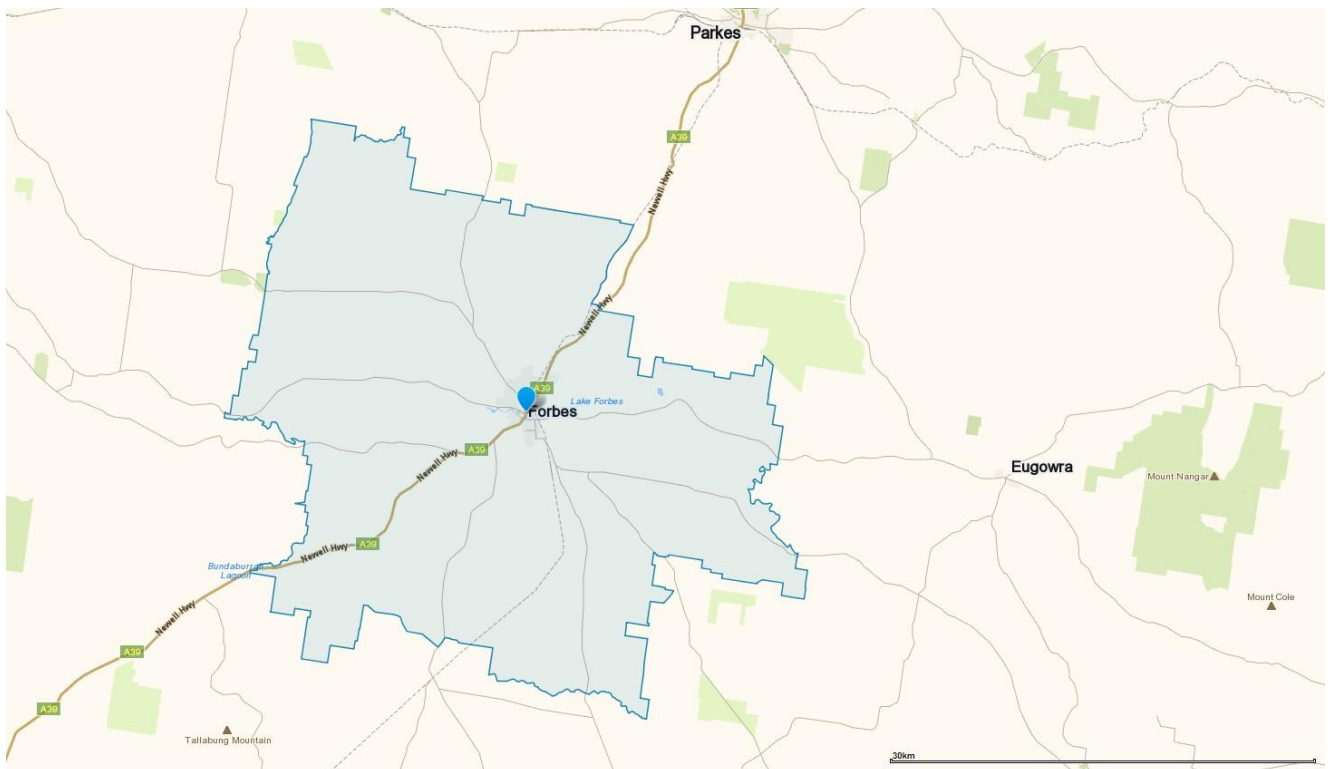 Parkes
A39
Newell Hwy
Newell Hwy
A39
Lake Forbes
Forbes
A39
Newell Hwy
Eugowra
Mount Nangar
A39
Newell Hwy
Lagoon
Newell Hwy
Mount Cole
A39
A39
Tallabung Mountain
30km